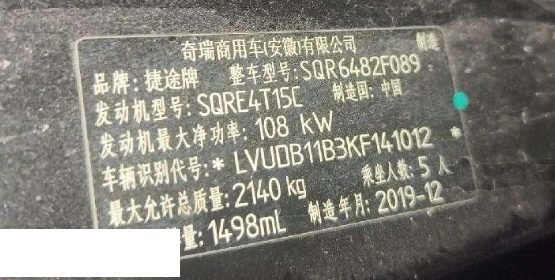 奇瑞商用车(安徽)有限公司 制造
品牌:捷途牌 整车型号:SQR6482F089
发动机型号:SQRE4T15C 制造国:中国
发动机最大净功率:108 kW
车辆识别代号:*LVUDB11B3KF141012*
最大允许总质量:2140 kg 乘坐人数:5 人
量:1498mL 制造年月:2019-12